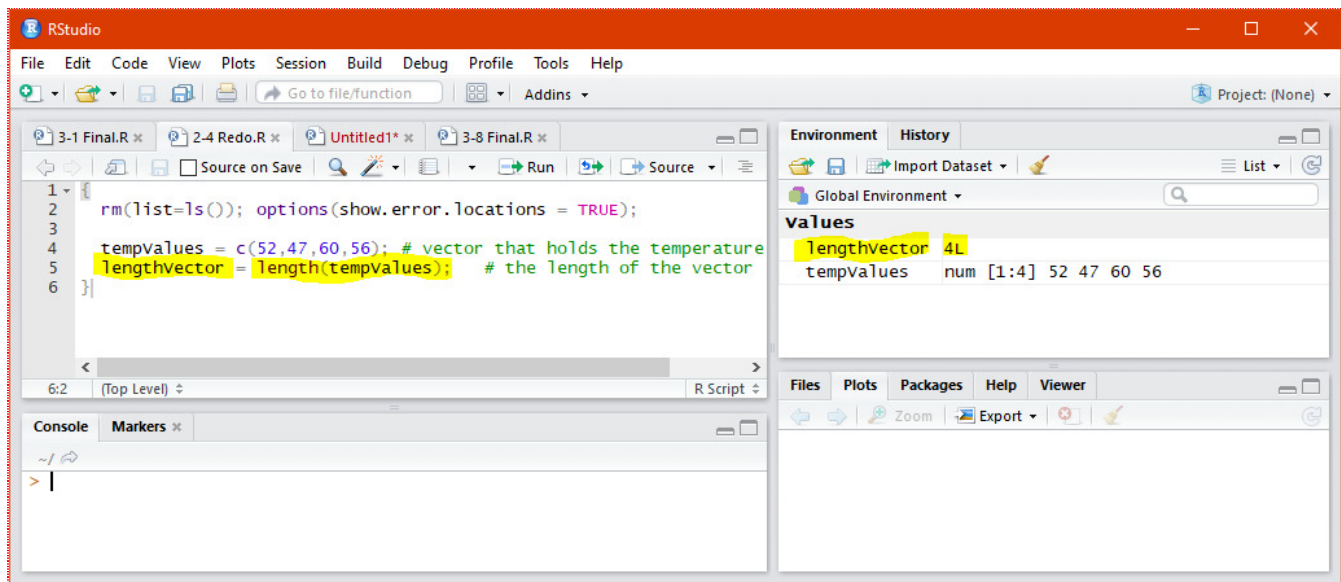 RStudio
File Edit Code View Plots Session Build Debug Profile Tools Help
Go to file/function Addins Project: (None)
3-1 Final.R 2-4 Redo.R Untitled1* 3-8 Final.R
Source on Save Run Source
1 {
2 rm(list=ls()); options(show.error.locations = TRUE);
3
4 tempValues = c(52,47,60,56); # vector that holds the temperature
5 lengthVector = length(tempValues); # the length of the vector
6 }
6:2 (Top Level) R Script
Console Markers
~/
>
Environment History
Import Dataset List
Global Environment
Values
lengthVector 4L
tempValues num [1:4] 52 47 60 56
Files Plots Packages Help Viewer
Zoom Export